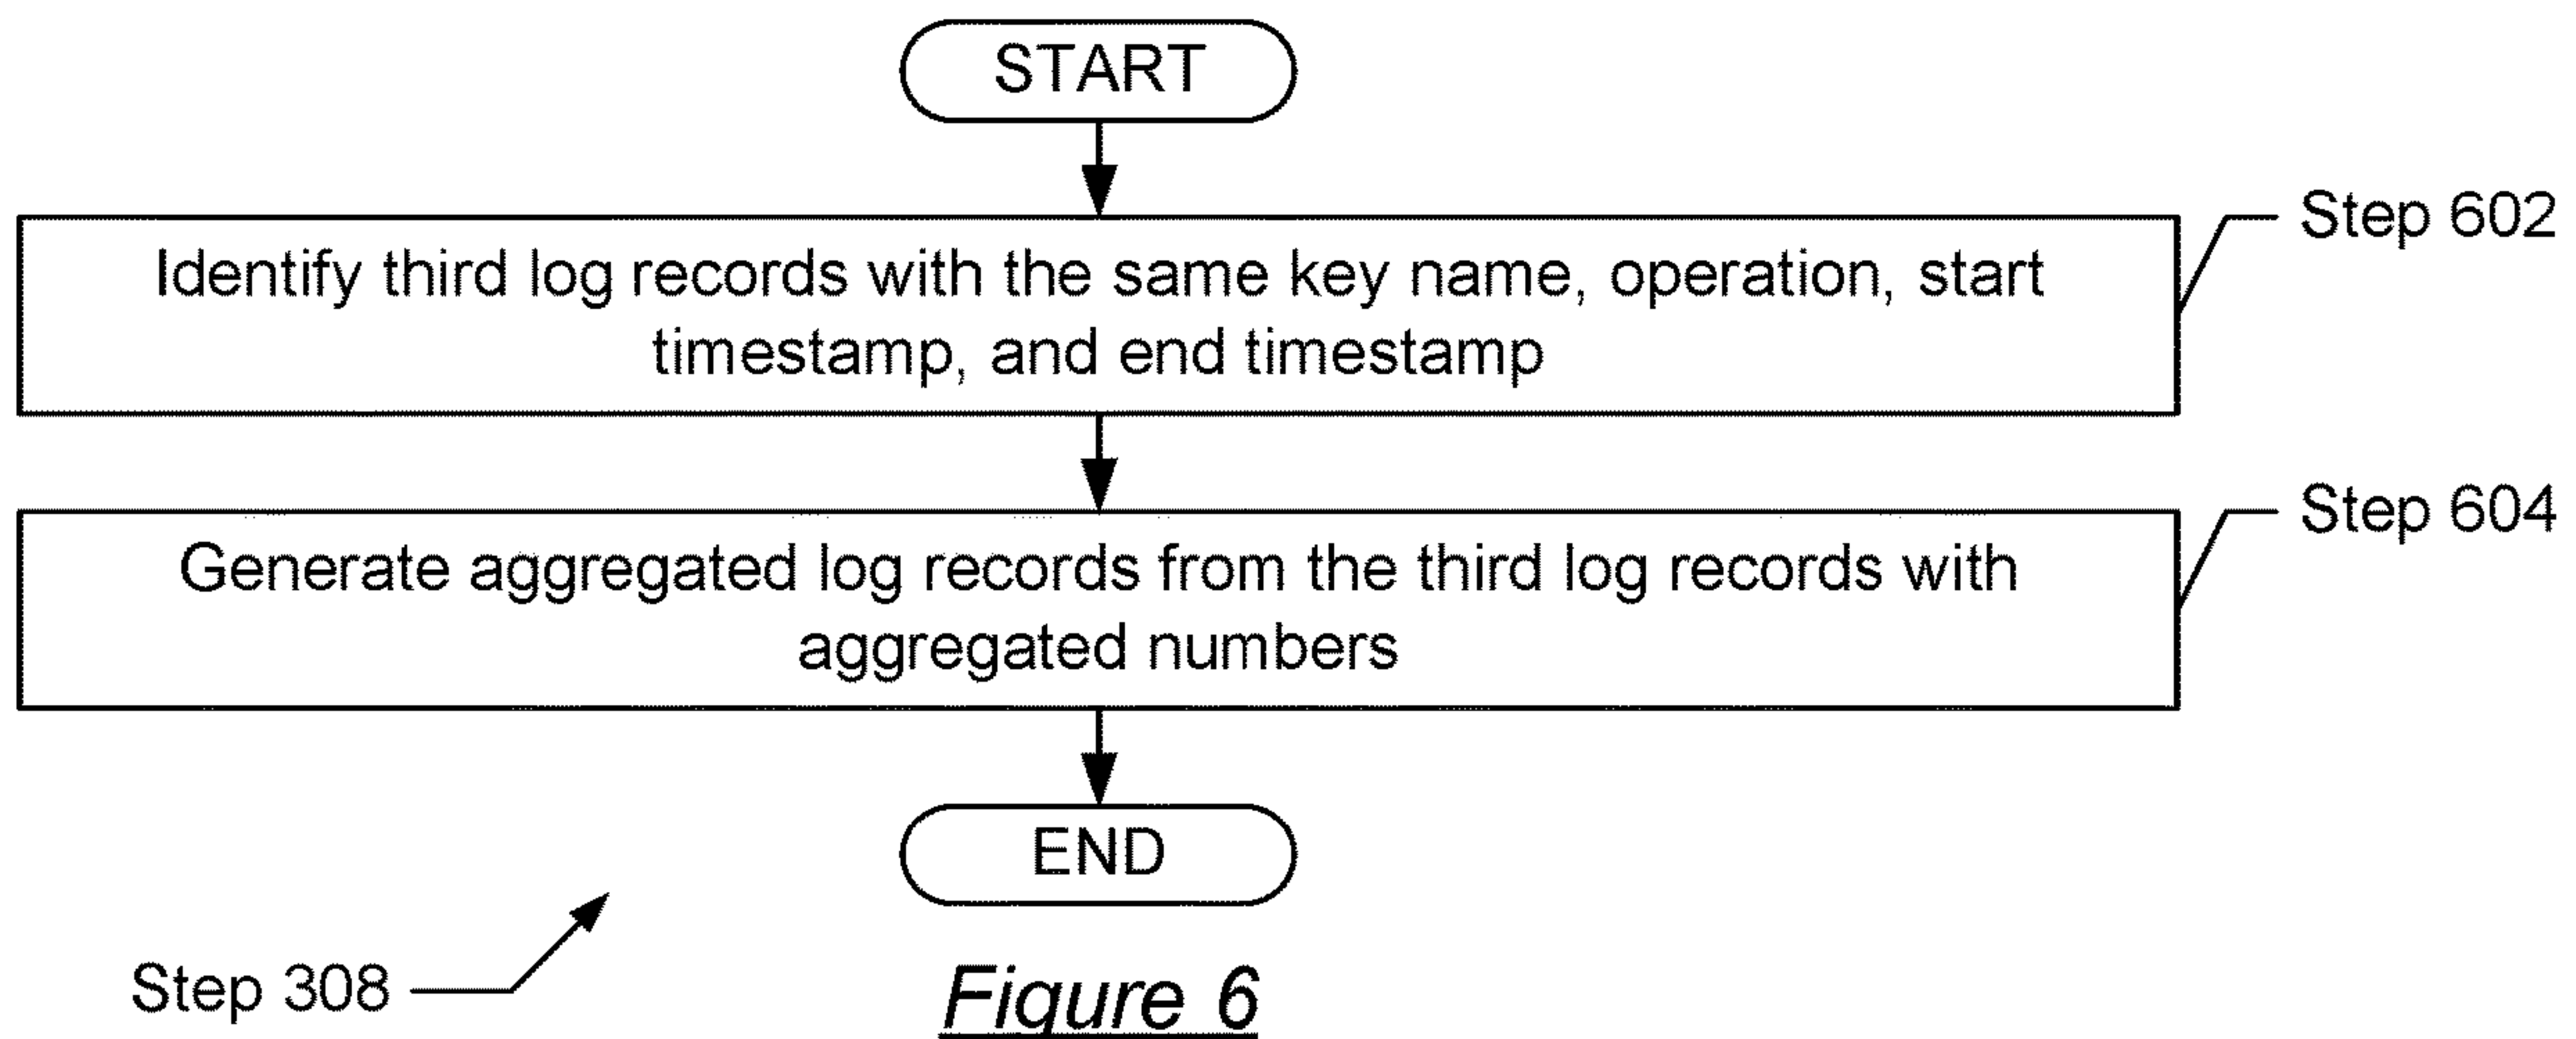 START
Step 602
Identify third log records with the same key name, operation, start
timestamp, and end timestamp
Step 604
Generate aggregated log records from the third log records with
aggregated numbers
END
Step 308
Figure 6